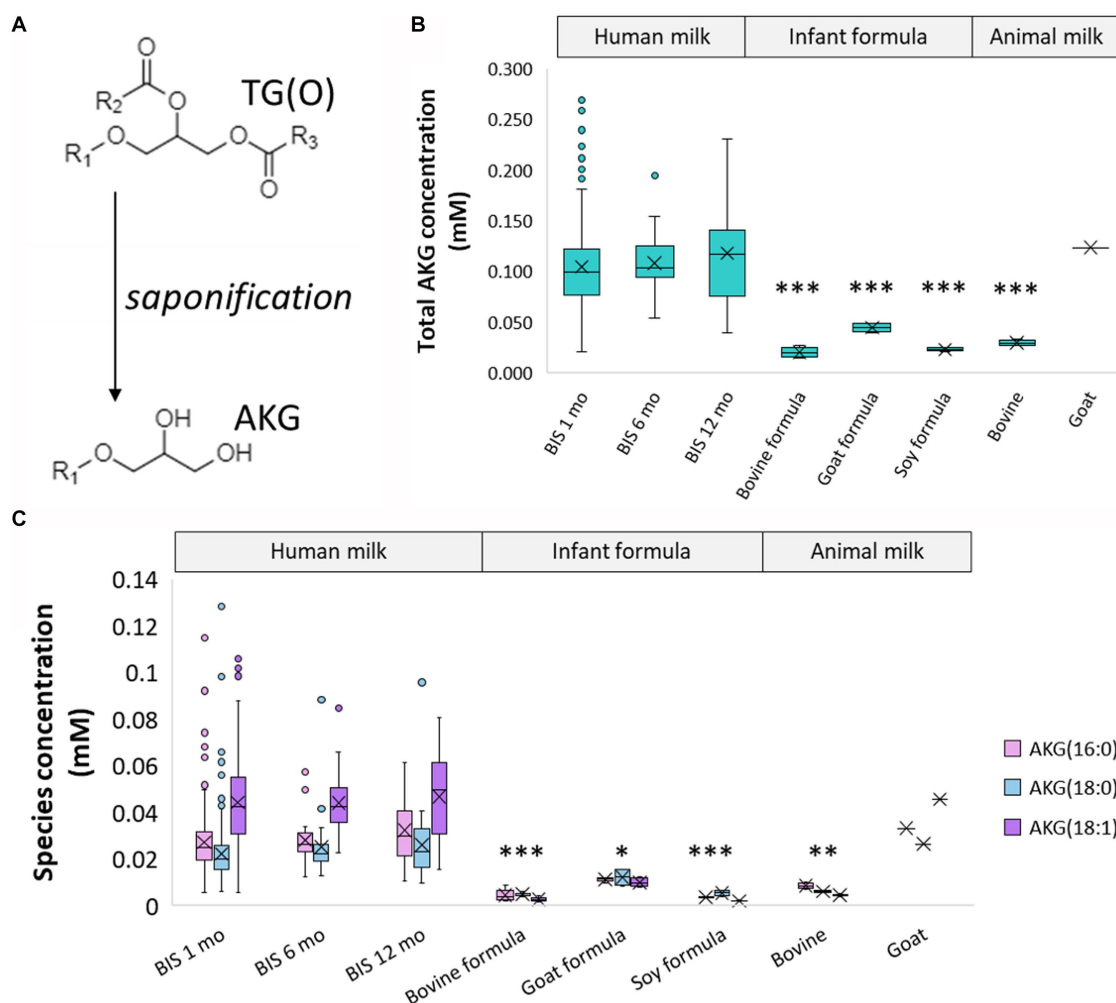 A
R2
O
O
TG(O)
R1
O
O
R3
O
saponification
AKG
OH
R1
O
OH
B
Human milk Infant formula Animal milk
Total AKG concentration
(mM)
0.300
0.250
0.200
0.150
0.100
0.050
0.000
*** *** *** ***
BIS 1 mo
BIS 6 mo
BIS 12 mo
Bovine formula
Goat formula
Soy formula
Bovine
Goat
C
Human milk Infant formula Animal milk
Species concentration
(mM)
0.14
0.12
0.1
0.08
0.06
0.04
0.02
0
*** * *** **
BIS 1 mo
BIS 6 mo
BIS 12 mo
Bovine formula
Goat formula
Soy formula
Bovine
Goat
AKG(16:0)
AKG(18:0)
AKG(18:1)